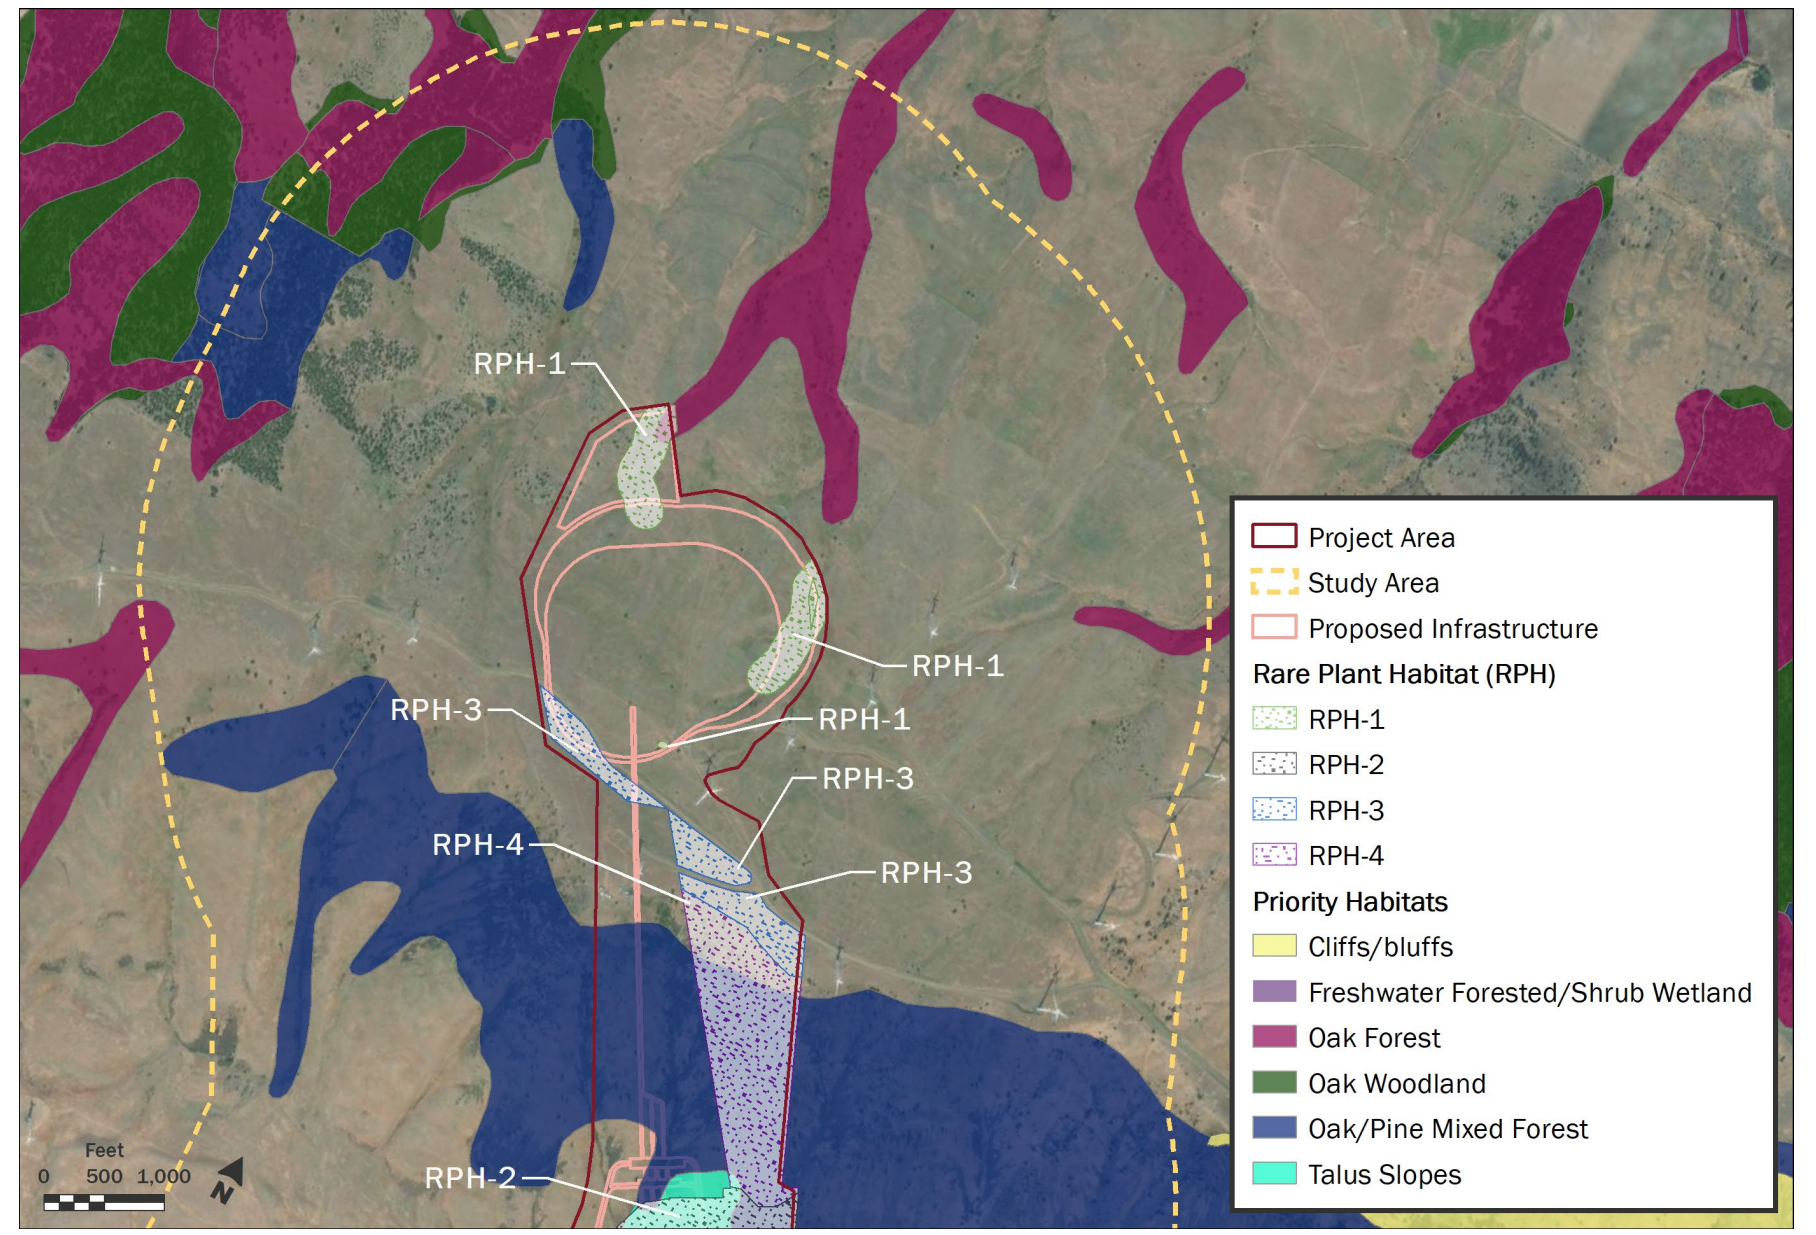 RPH-1
RPH-1
RPH-3
RPH-1
RPH-3
RPH-4
RPH-3
RPH-2
Feet
0 500 1,000
N
Project Area
Study Area
Proposed Infrastructure
Rare Plant Habitat (RPH)
RPH-1
RPH-2
RPH-3
RPH-4
Priority Habitats
Cliffs/bluffs
Freshwater Forested/Shrub Wetland
Oak Forest
Oak Woodland
Oak/Pine Mixed Forest
Talus Slopes